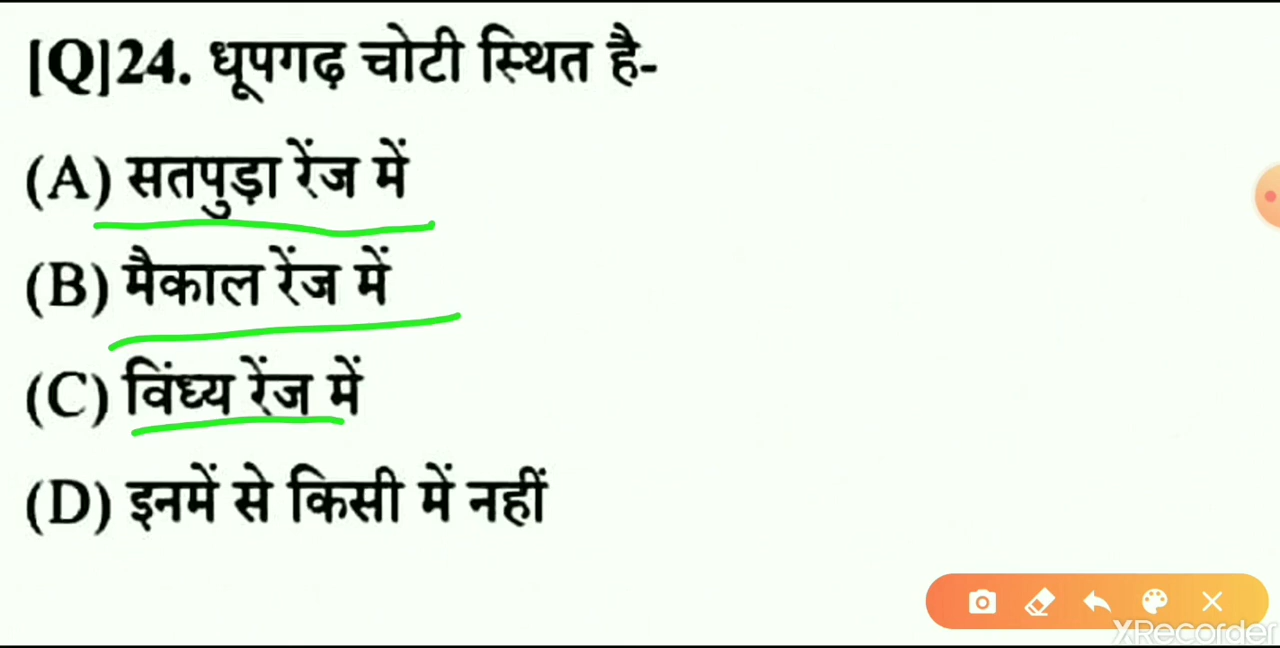 [Q]24. धूपगढ़ चोटी स्थित है-
(A) सतपुड़ा रेंज में
(B) मैकाल रेंज में
(C) विंध्य रेंज में
(D) इनमें से किसी में नहीं
XRecorder